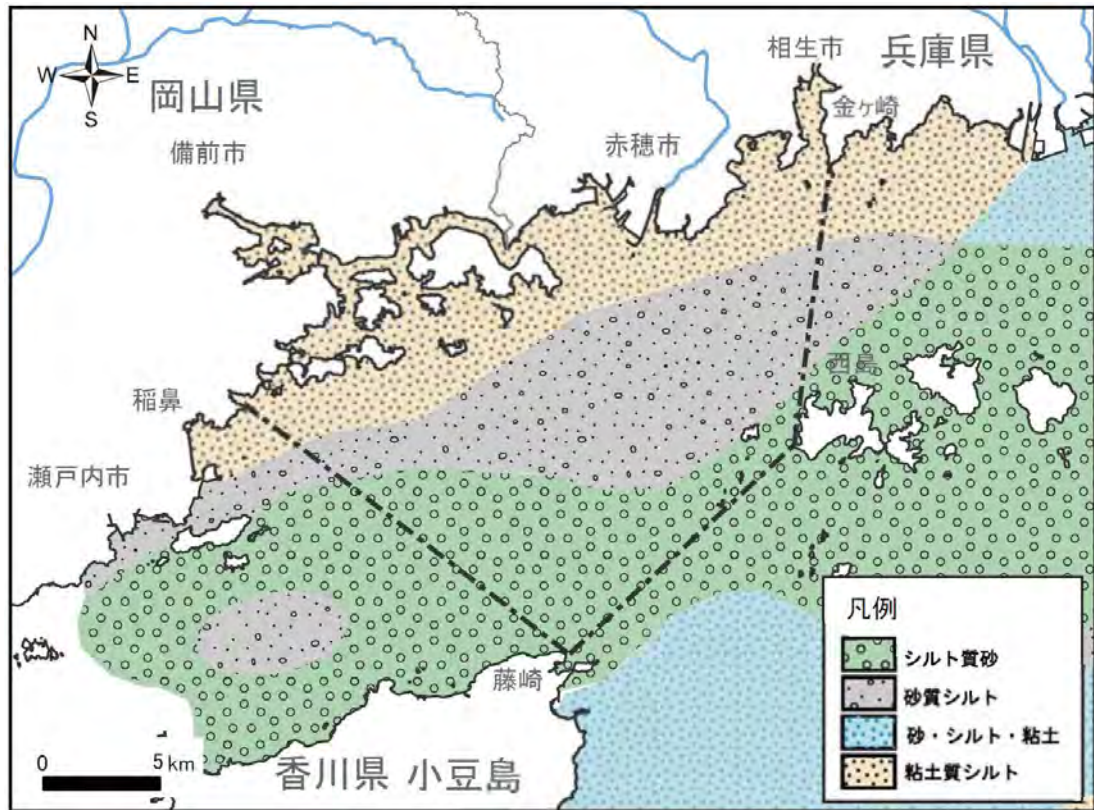 N
W E
S
岡山県
備前市
相生市
兵庫県
金ヶ崎
赤穂市
西島
稲鼻
瀬戸内市
藤崎
香川県 小豆島
0 5km
凡例
シルト質砂
砂質シルト
砂・シルト・粘土
粘土質シルト